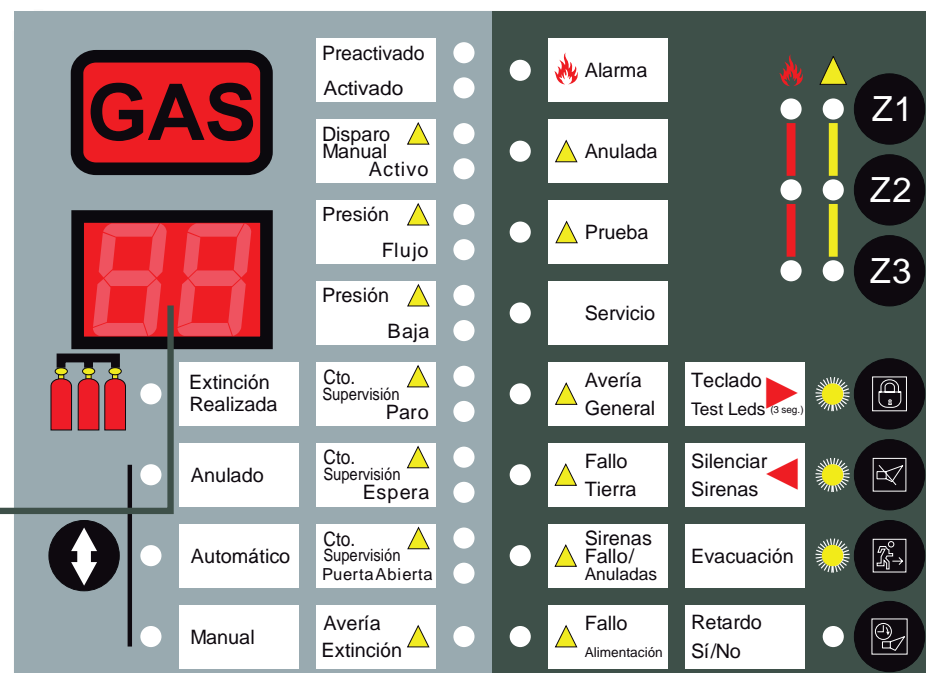 GAS
88
Preactivado
Activado
Disparo
Manual
Activo
Presión
Flujo
Presión
Baja
Extinción
Realizada
Cto.
Supervisión
Paro
Anulado
Cto.
Supervisión
Espera
Automático
Cto.
Supervisión
Puerta Abierta
Manual
Avería
Extinción
Alarma
Anulada
Prueba
Servicio
Avería
General
Fallo
Tierra
Sirenas
Fallo/
Anuladas
Fallo
Alimentación
Teclado
Test Leds (3 seg.)
Silenciar
Sirenas
Evacuación
Retardo
Sí/No
Z1
Z2
Z3